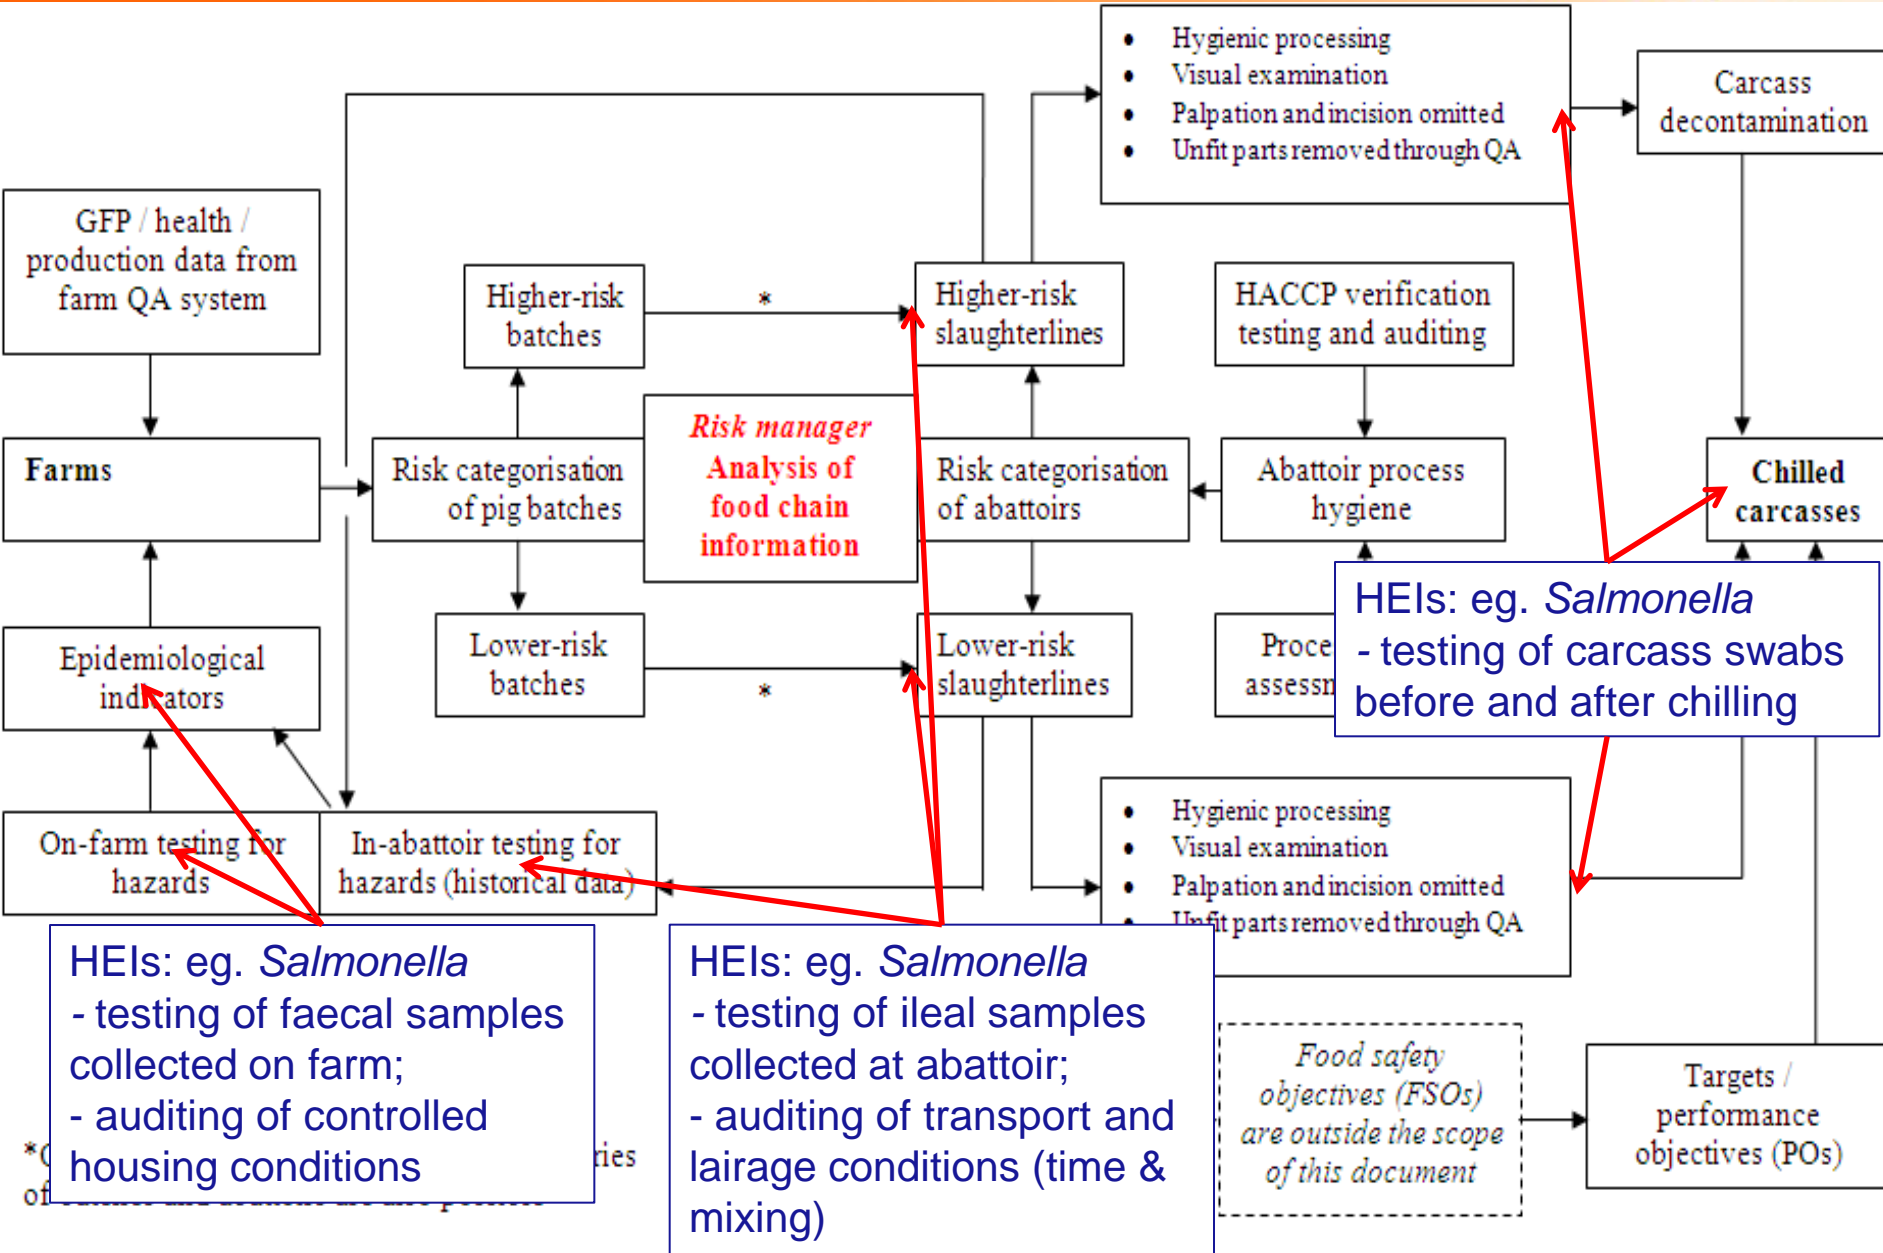 • Hygienic processing
• Visual examination
• Palpation and incision omitted
• Unfit parts removed through QA
Carcass
decontamination
GFP / health /
production data from
farm QA system
Higher-risk
batches
*
Higher-risk
slaughterlines
HACCP verification
testing and auditing
Farms
Risk categorisation
of pig batches
Risk manager
Analysis of
food chain
information
Risk categorisation
of abattoirs
Abattoir process
hygiene
Chilled
carcasses
Epidemiological
indicators
Lower-risk
batches
*
Lower-risk
slaughterlines
HEIs: eg. Salmonella
- testing of carcass swabs
before and after chilling
On-farm testing for
hazards
In-abattoir testing for
hazards (historical data)
• Hygienic processing
• Visual examination
• Palpation and incision omitted
• Unfit parts removed through QA
HEIs: eg. Salmonella
- testing of faecal samples
collected on farm;
- auditing of controlled
housing conditions
HEIs: eg. Salmonella
- testing of ileal samples
collected at abattoir;
- auditing of transport and
lairage conditions (time &
mixing)
Food safety
objectives (FSOs)
are outside the scope
of this document
Targets /
performance
objectives (POs)